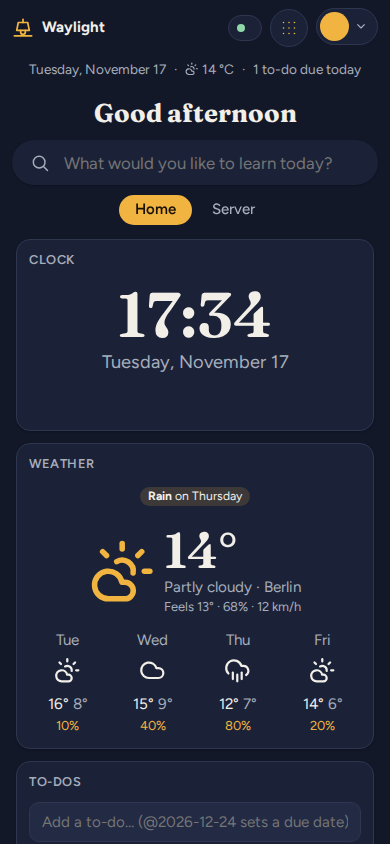 Waylight
Tuesday, November 17 · 14 °C · 1 to-do due today
Good afternoon
What would you like to learn today?
Home Server
CLOCK
17:34
Tuesday, November 17
WEATHER
Rain on Thursday
14°
Partly cloudy · Berlin
Feels 13° · 68% · 12 km/h
Tue Wed Thu Fri
16° 8° 15° 9° 12° 7° 14° 6°
10% 40% 80% 20%
TO-DOS
Add a to-do… (@2026-12-24 sets a due date)